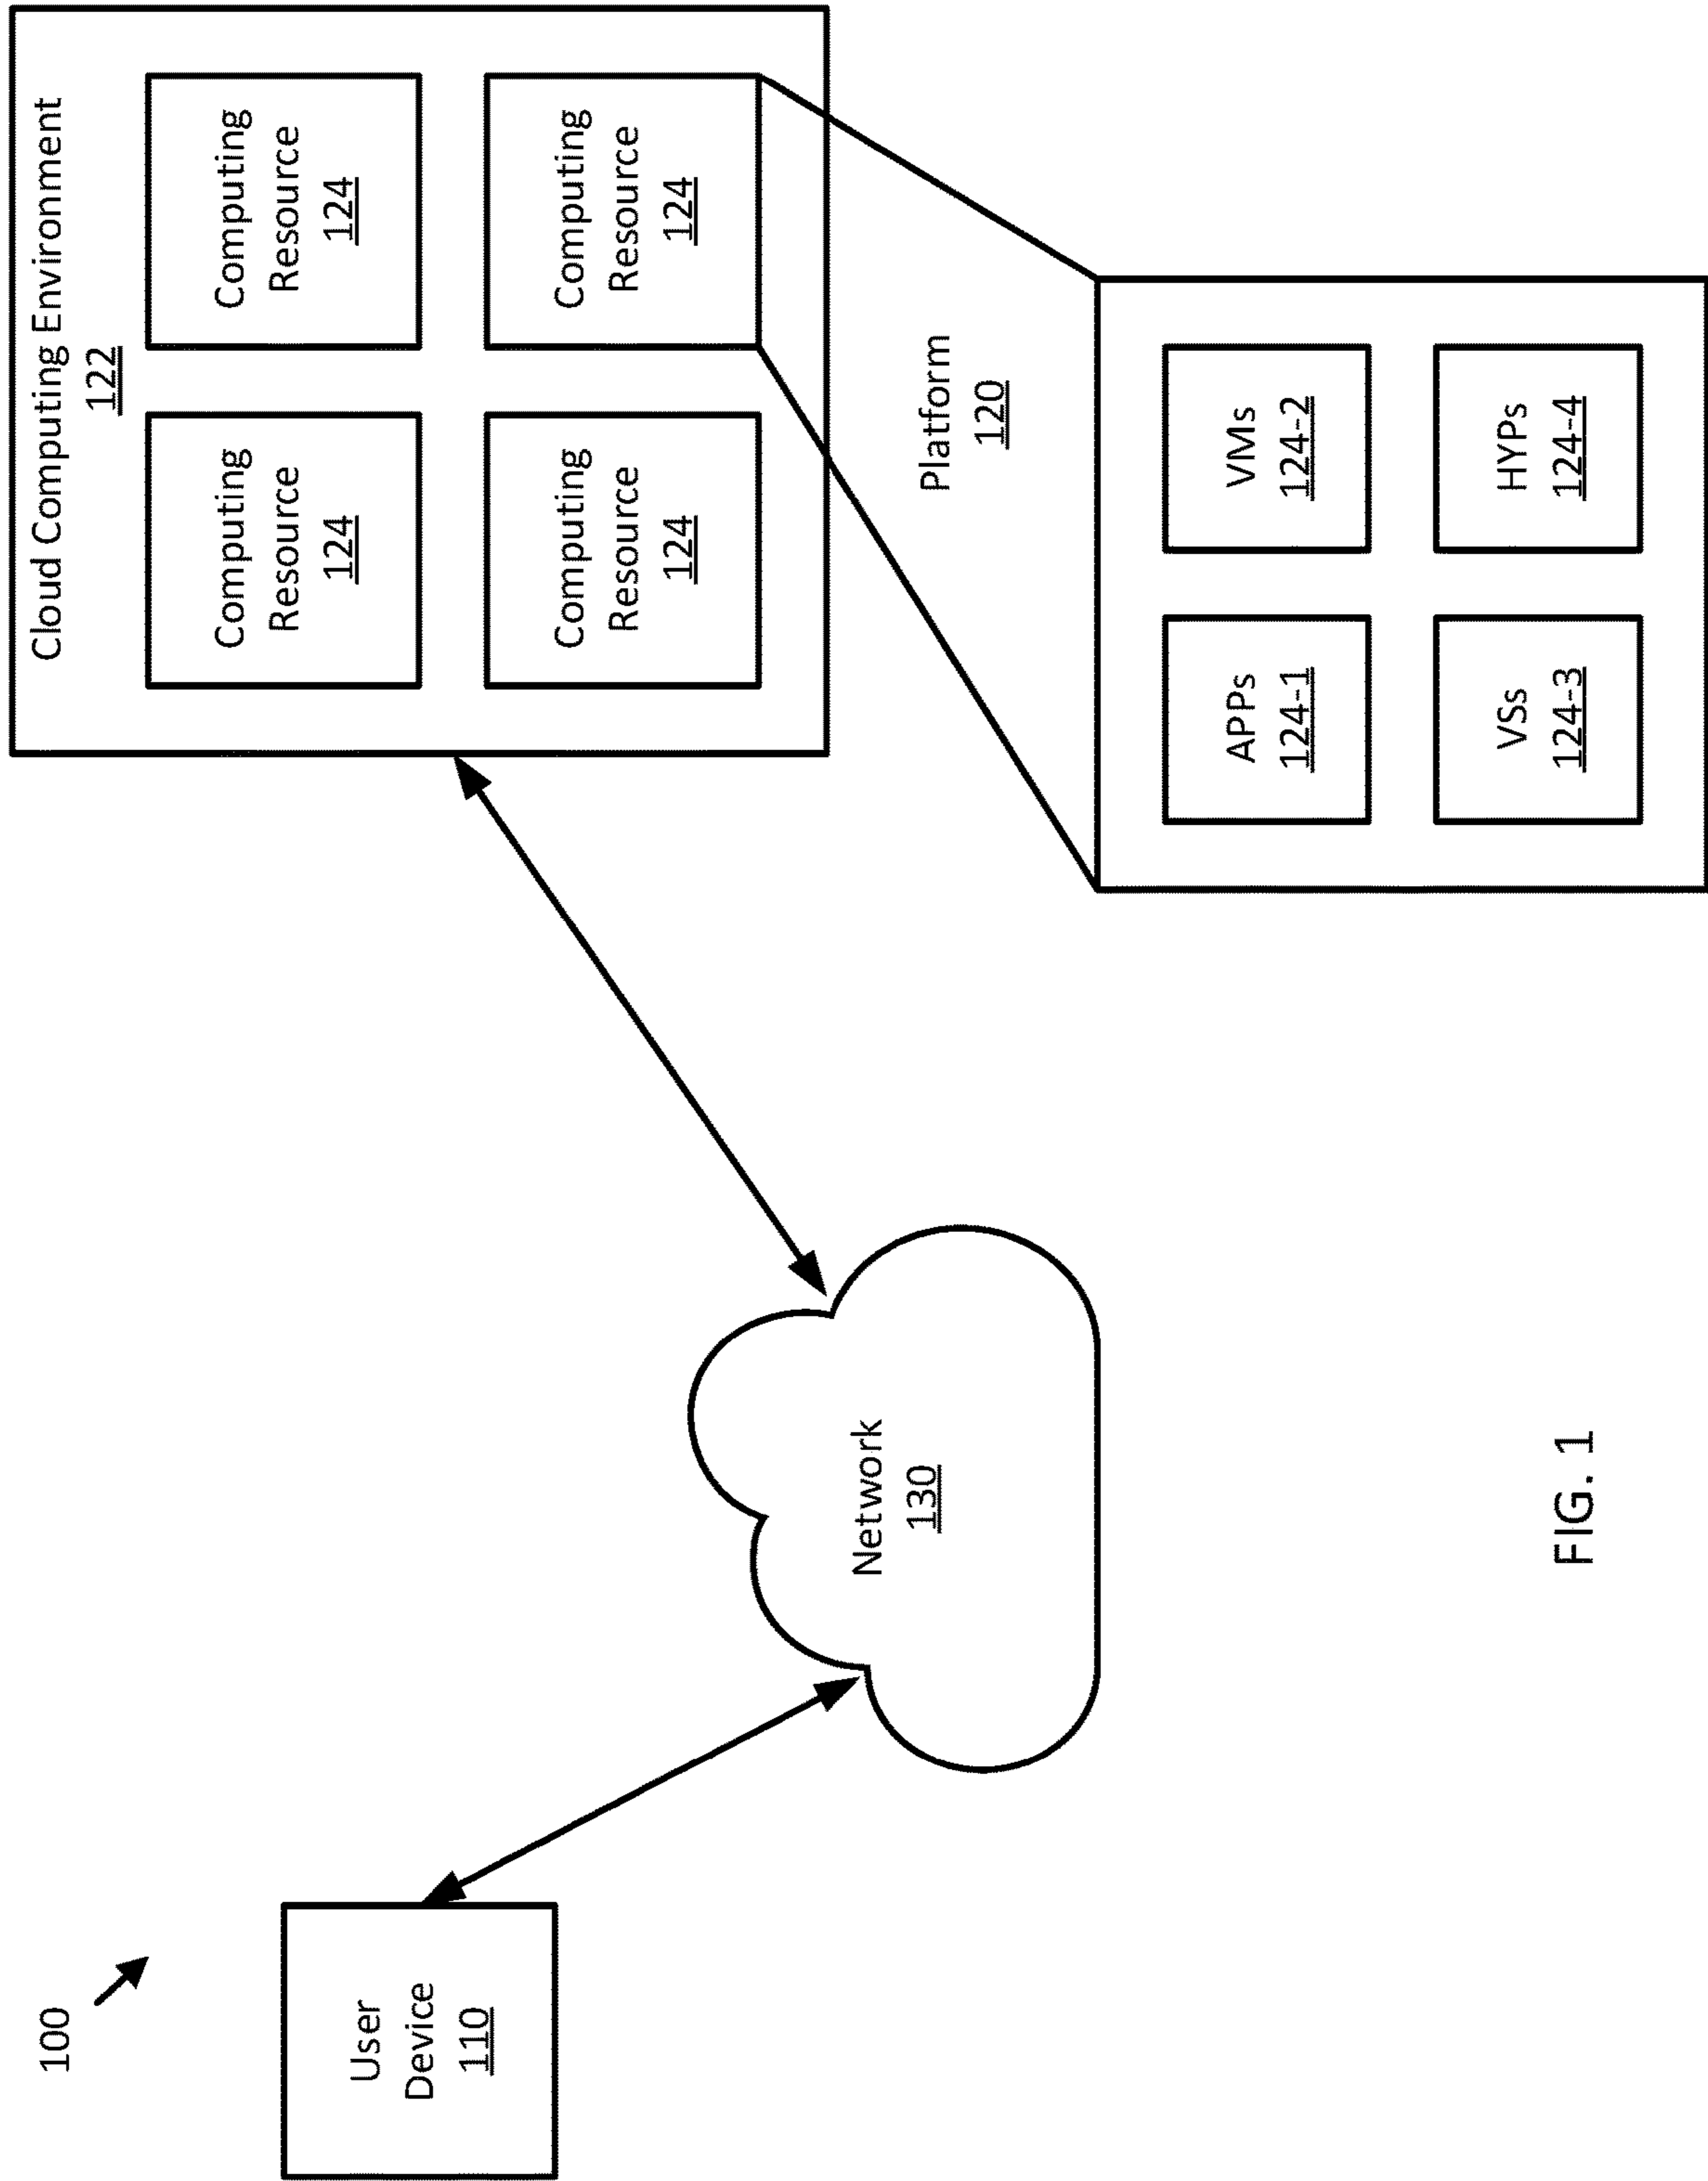 100
User
Device
110
Network
130
Cloud Computing Environment
122
Computing
Resource
124
Computing
Resource
124
Computing
Resource
124
Computing
Resource
124
Platform
120
APPs
124-1
VMs
124-2
VSs
124-3
HYPs
124-4
FIG. 1